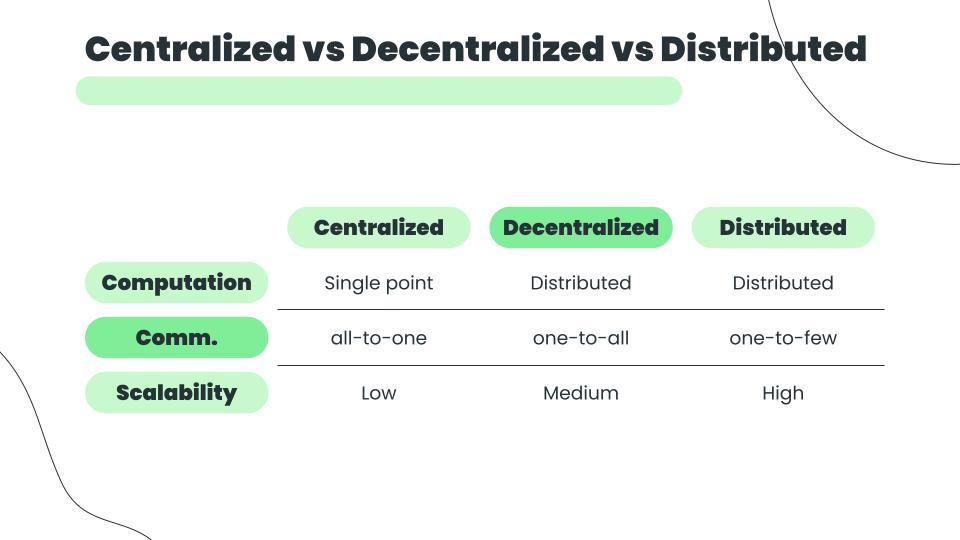 Centralized vs Decentralized vs Distributed
Centralized Decentralized Distributed
Computation Single point Distributed Distributed
Comm. all-to-one one-to-all one-to-few
Scalability Low Medium High